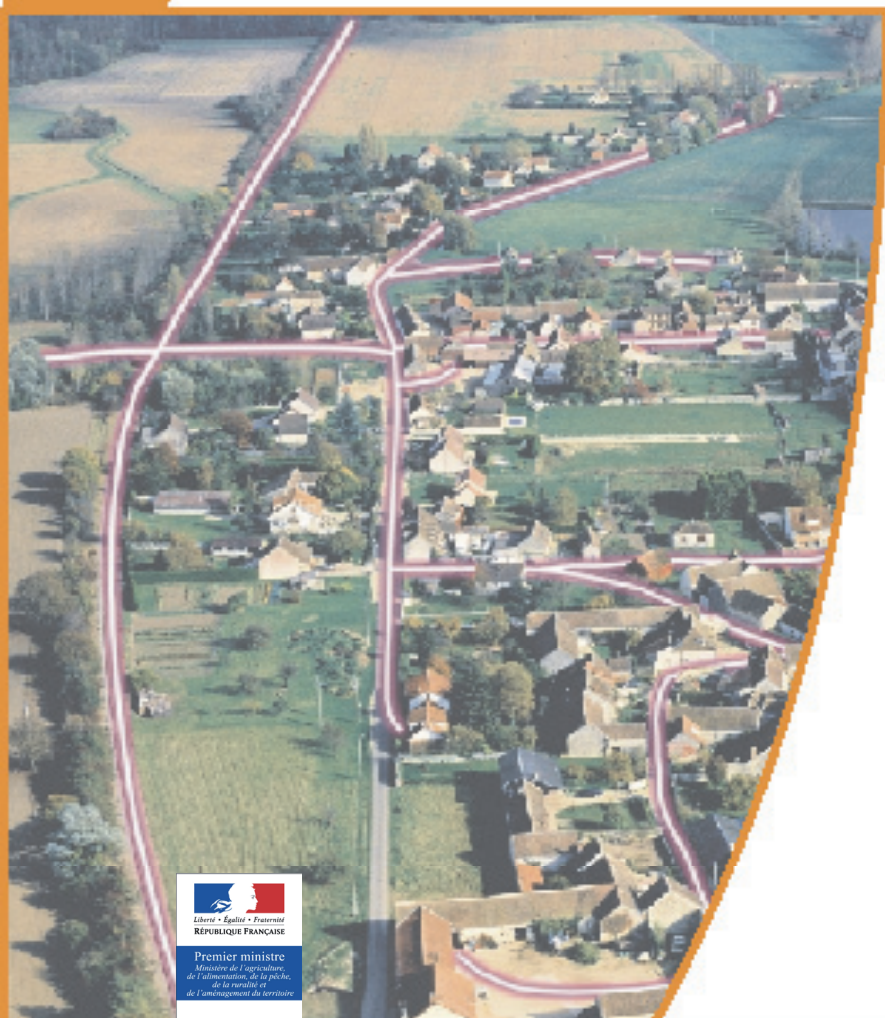 Liberté • Égalité • Fraternité
RÉPUBLIQUE FRANÇAISE
Premier ministre
Ministère de l'agriculture,
de l'alimentation, de la pêche,
de la ruralité et
de l'aménagement du territoire